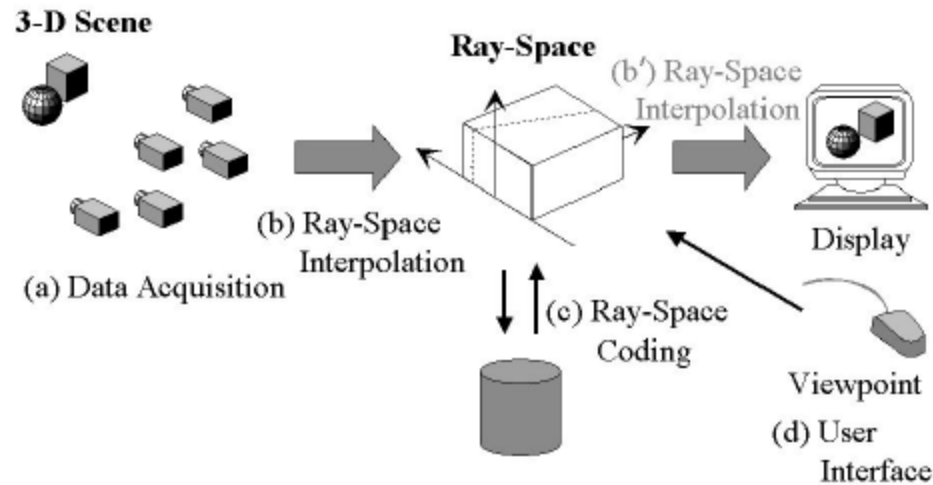 3-D Scene
Ray-Space
(b′) Ray-Space
Interpolation
(b) Ray-Space
Interpolation
(a) Data Acquisition
Display
(c) Ray-Space
Coding
Viewpoint
(d) User
Interface